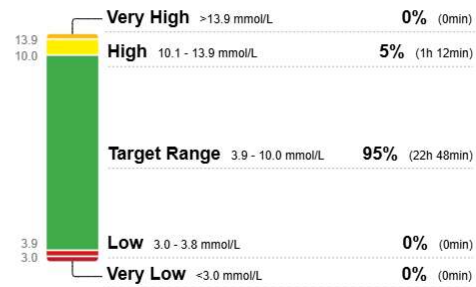 Very High >13.9 mmol/L 0% (0min)
13.9
High 10.1 - 13.9 mmol/L 5% (1h 12min)
10.0
Target Range 3.9 - 10.0 mmol/L 95% (22h 48min)
3.9
Low 3.0 - 3.8 mmol/L 0% (0min)
3.0
Very Low <3.0 mmol/L 0% (0min)